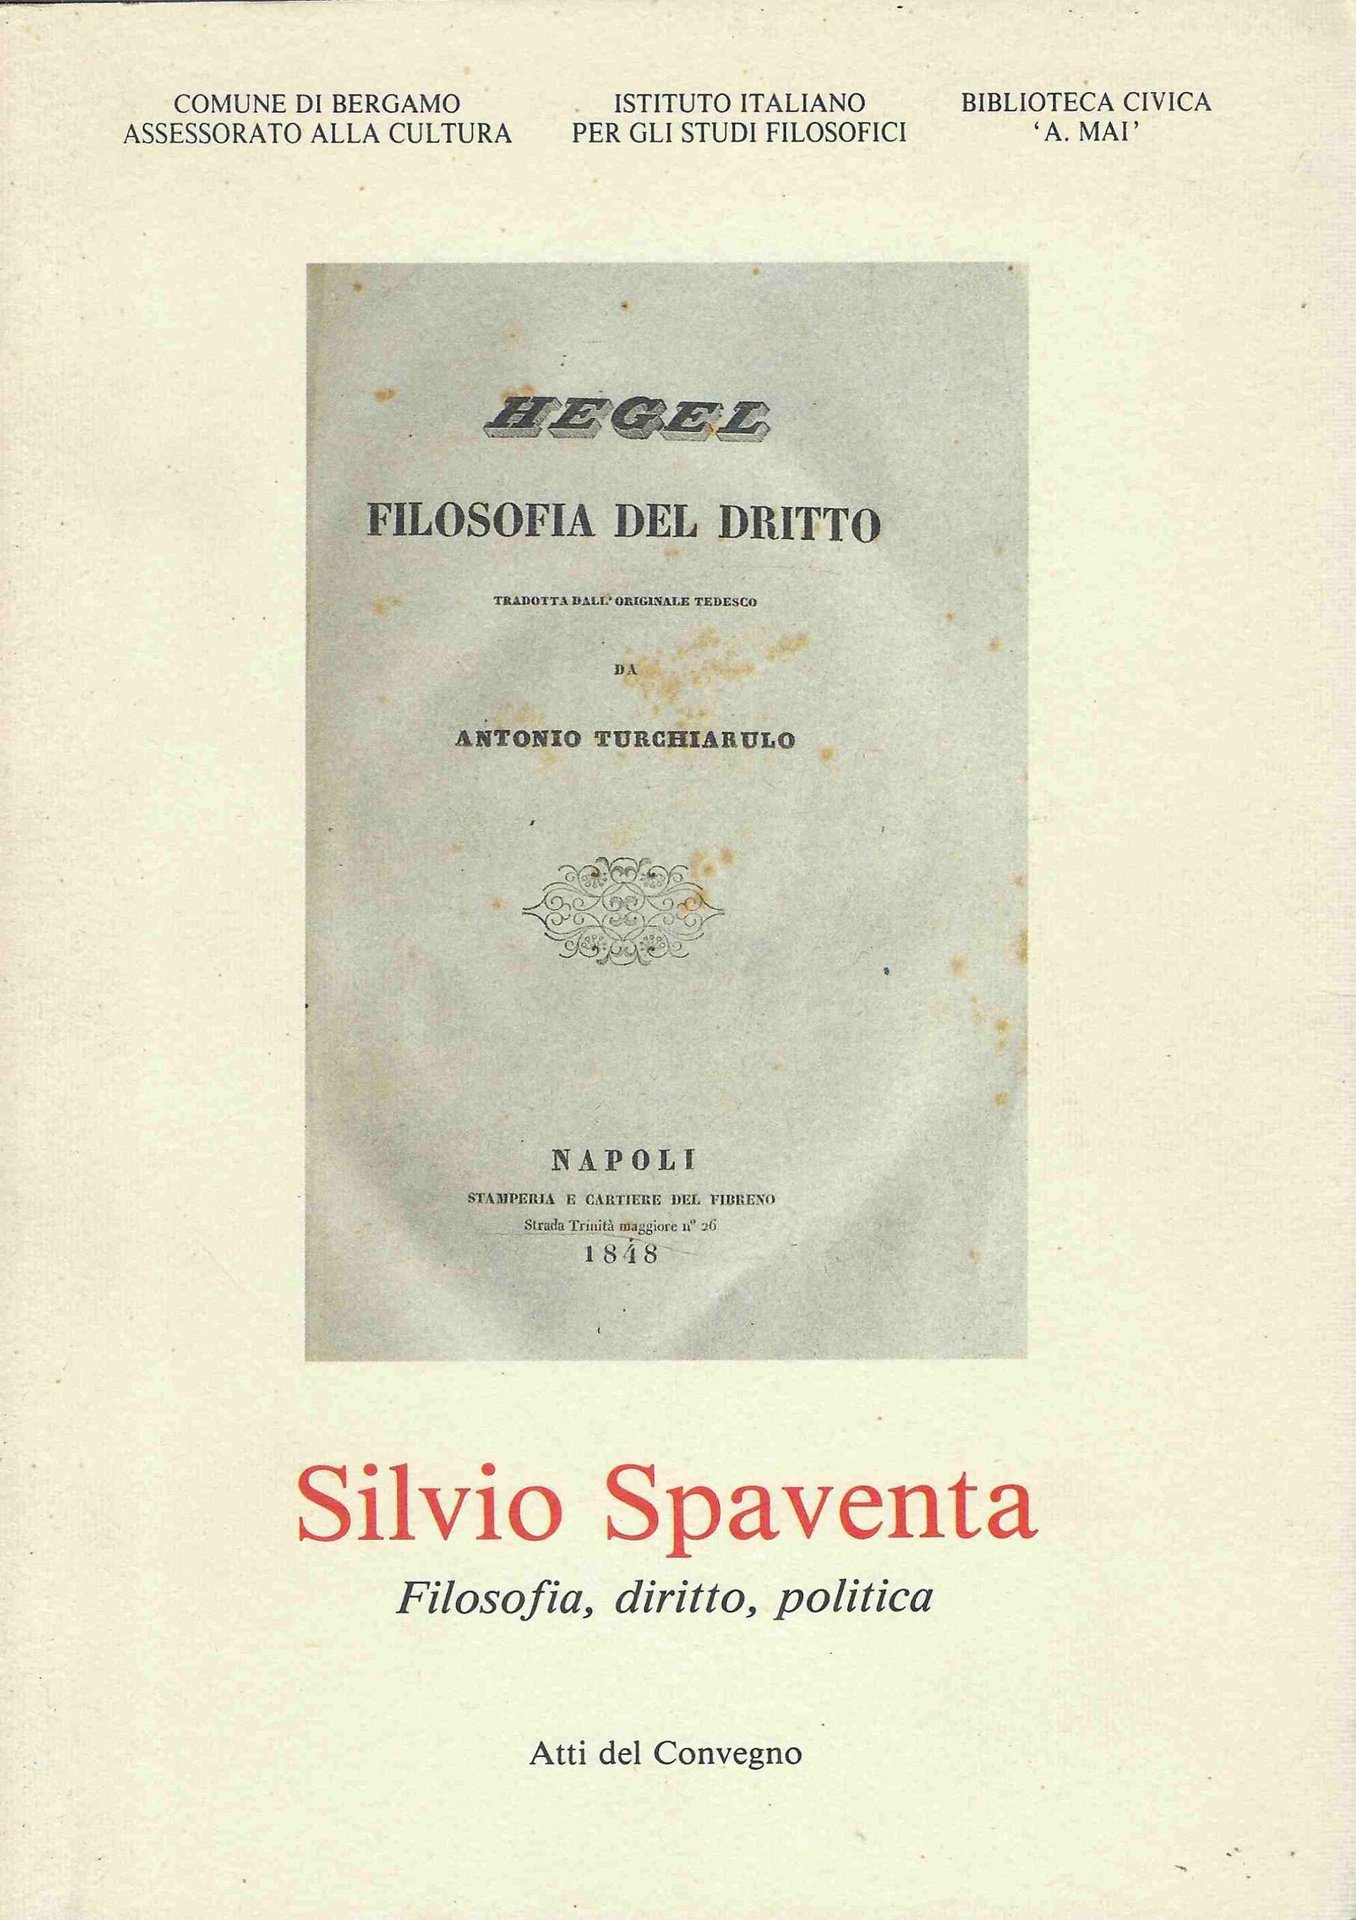 COMUNE DI BERGAMO
ASSESSORATO ALLA CULTURA
ISTITUTO ITALIANO
PER GLI STUDI FILOSOFICI
BIBLIOTECA CIVICA
‘A. MAI’
HEGEL
FILOSOFIA DEL DRITTO
TRADOTTA DALL' ORIGINALE TEDESCO
DA
ANTONIO TURCHIARULO
NAPOLI
STAMPERIA E CARTIERE DEL FIBRENO
Strada Trinità maggiore nº 26
1848
Silvio Spaventa
Filosofia, diritto, politica
Atti del Convegno